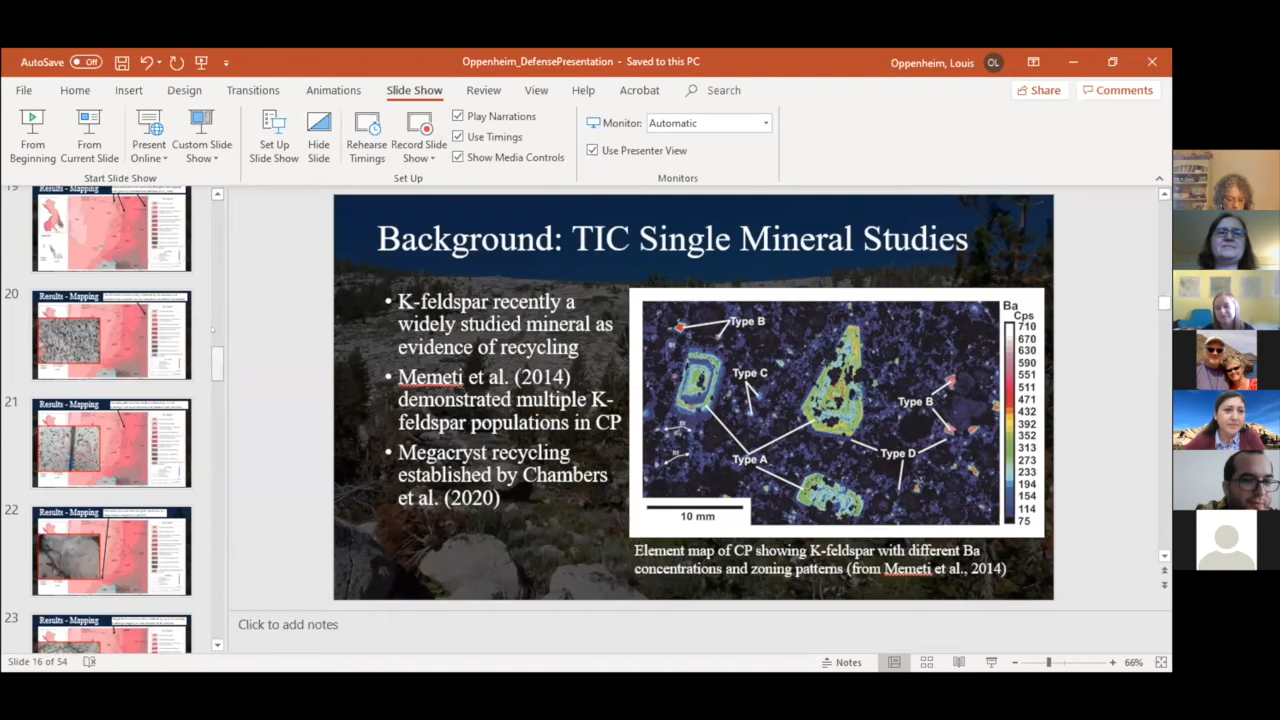 AutoSave Off
Oppenheim_DefensePresentation - Saved to this PC
Oppenheim, Louis OL
File Home Insert Draw Design Transitions Animations Slide Show Review View Help Acrobat Search
Share Comments
From Beginning
From Current Slide
Present Online
Custom Slide Show
Set Up Slide Show
Hide Slide
Rehearse Timings
Record Slide Show
Play Narrations
Use Timings
Show Media Controls
Monitor: Automatic
Use Presenter View
Start Slide Show
Set Up
Monitors
19
Results - Mapping
20
Results - Mapping
21
Results - Mapping
22
Results - Mapping
23
Results - Mapping
Background: TIC Single Mineral Studies
• K-feldspar recently a
widely studied mineral as
evidence of recycling
• Memeti et al. (2014)
demonstrated multiple K-
feldspar populations in CP
• Megacryst recycling
established by Chambers
et al. (2020)
Type B
Type C
Type B
Type A
Type D
10 mm
Ba
Cps
710
670
630
590
551
511
471
432
392
352
313
273
233
194
154
114
75
Element map of CP showing K-feldspar with different Ba
concentrations and zoning patterns (from Memeti et al., 2014)
Click to add notes
Slide 16 of 54
Notes
66%